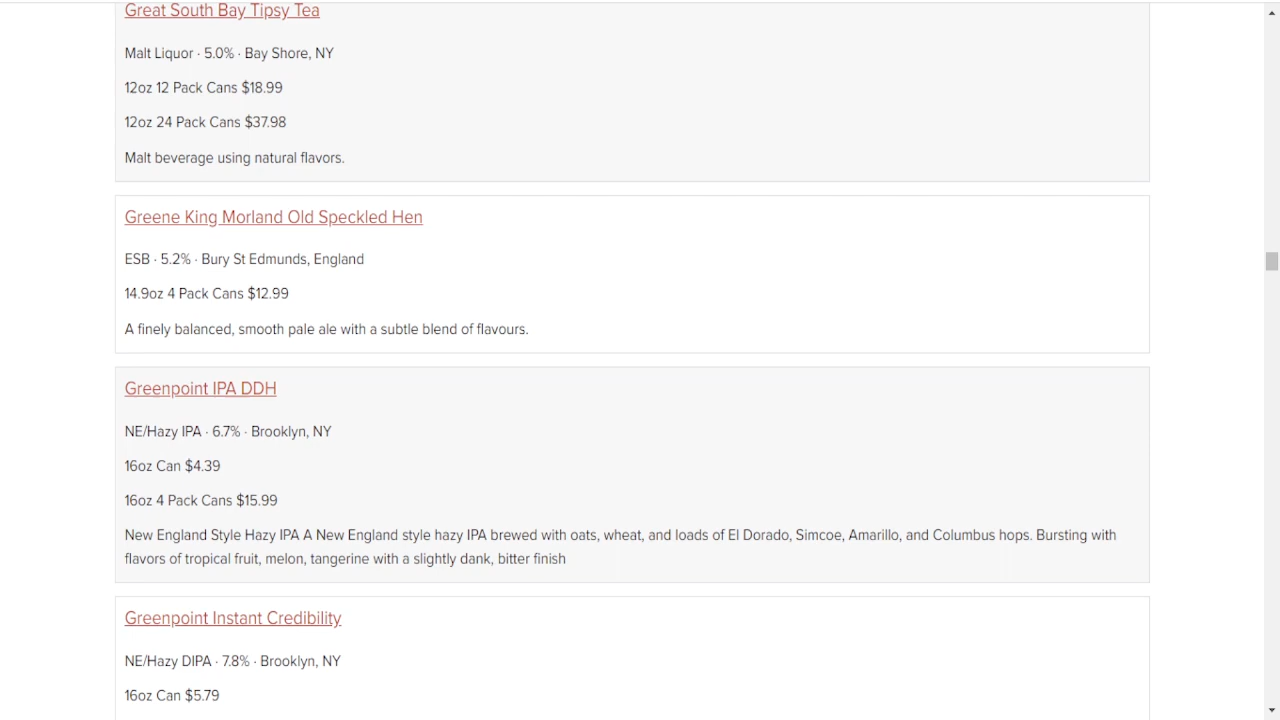 Great South Bay Tipsy Tea
Malt Liquor · 5.0% · Bay Shore, NY
12oz 12 Pack Cans $18.99
12oz 24 Pack Cans $37.98
Malt beverage using natural flavors.
Greene King Morland Old Speckled Hen
ESB · 5.2% · Bury St Edmunds, England
14.9oz 4 Pack Cans $12.99
A finely balanced, smooth pale ale with a subtle blend of flavours.
Greenpoint IPA DDH
NE/Hazy IPA · 6.7% · Brooklyn, NY
16oz Can $4.39
16oz 4 Pack Cans $15.99
New England Style Hazy IPA A New England style hazy IPA brewed with oats, wheat, and loads of El Dorado, Simcoe, Amarillo, and Columbus hops. Bursting with
flavors of tropical fruit, melon, tangerine with a slightly dank, bitter finish
Greenpoint Instant Credibility
NE/Hazy DIPA · 7.8% · Brooklyn, NY
16oz Can $5.79